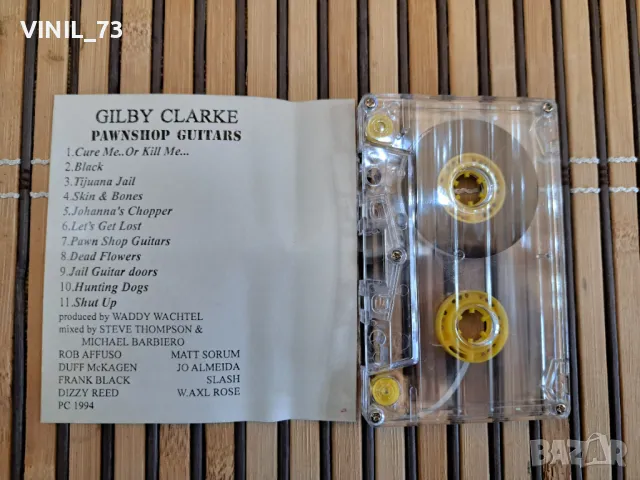 VINIL_73
GILBY CLARKE
PAWNSHOP GUITARS
1.Cure Me..Or Kill Me...
2.Black
3.Tijuana Jail
4.Skin & Bones
5.Johanna's Chopper
6.Let's Get Lost
7.Pawn Shop Guitars
8.Dead Flowers
9.Jail Guitar doors
10.Hunting Dogs
11.Shut Up
produced by WADDY WACHTEL
mixed by STEVE THOMPSON &
MICHAEL BARBIERO
ROB AFFUSO MATT SORUM
DUFF McKAGEN JO ALMEIDA
FRANK BLACK SLASH
DIZZY REED W.AXL ROSE
PC 1994
BAZAR
bg